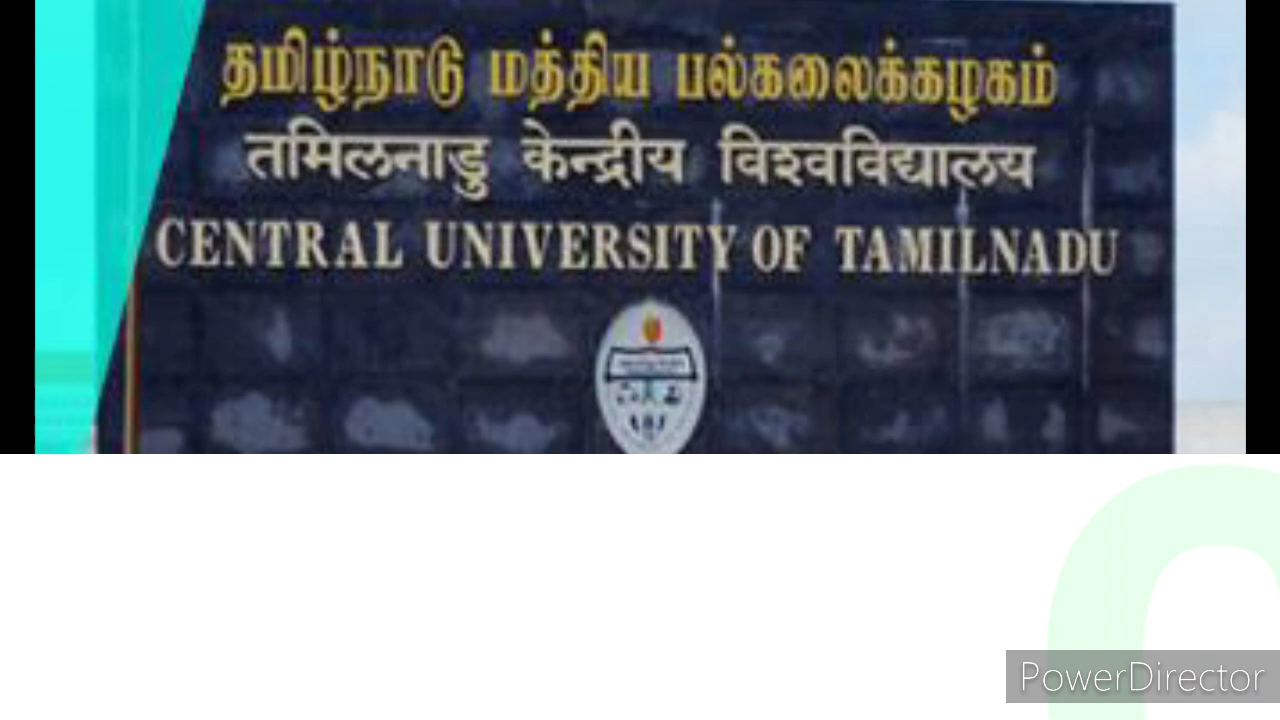 தமிழ்நாடு மத்திய பல்கலைக்கழகம்
तमिलनाडु केन्द्रीय विश्वविद्यालय
CENTRAL UNIVERSITY OF TAMILNADU
PowerDirector